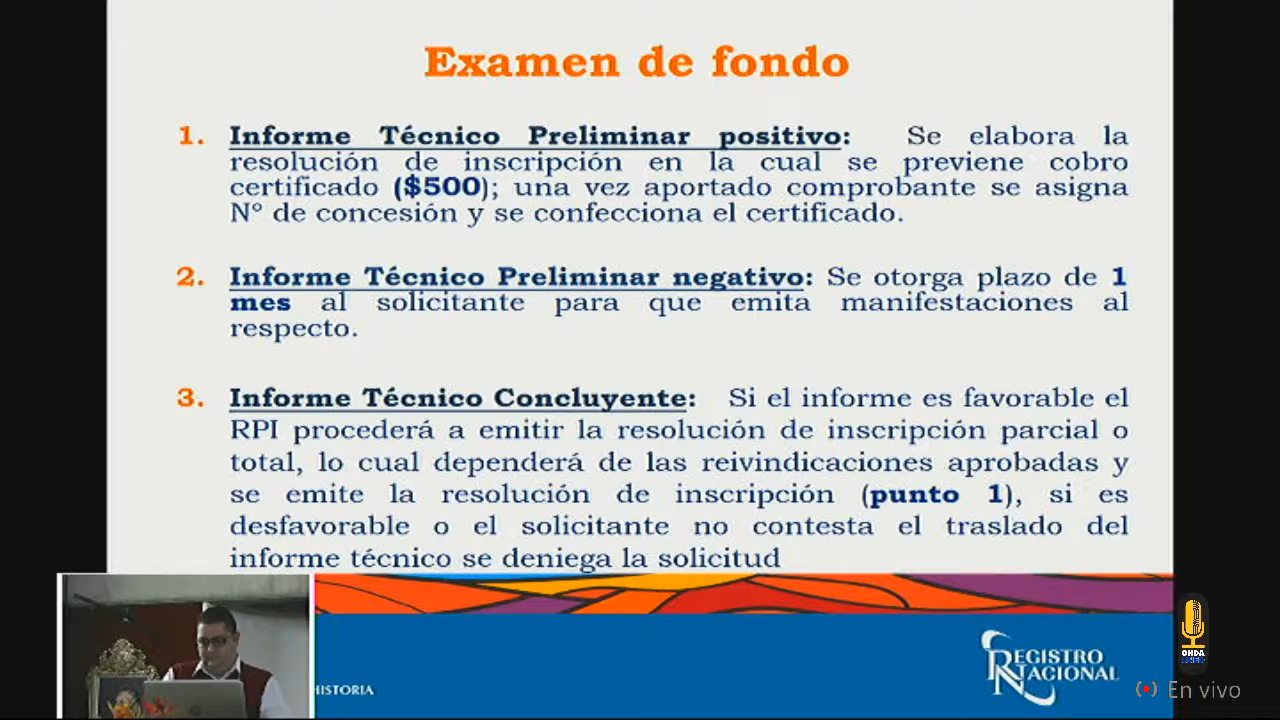 Examen de fondo
1. Informe Técnico Preliminar positivo: Se elabora la
resolución de inscripción en la cual se previene cobro
certificado ($500); una vez aportado comprobante se asigna
N° de concesión y se confecciona el certificado.
2. Informe Técnico Preliminar negativo: Se otorga plazo de 1
mes al solicitante para que emita manifestaciones al
respecto.
3. Informe Técnico Concluyente: Si el informe es favorable el
RPI procederá a emitir la resolución de inscripción parcial o
total, lo cual dependerá de las reivindicaciones aprobadas y
se emite la resolución de inscripción (punto 1), si es
desfavorable o el solicitante no contesta el traslado del
informe técnico se deniega la solicitud
HISTORIA
REGISTRO
NACIONAL
ONDA
En vivo